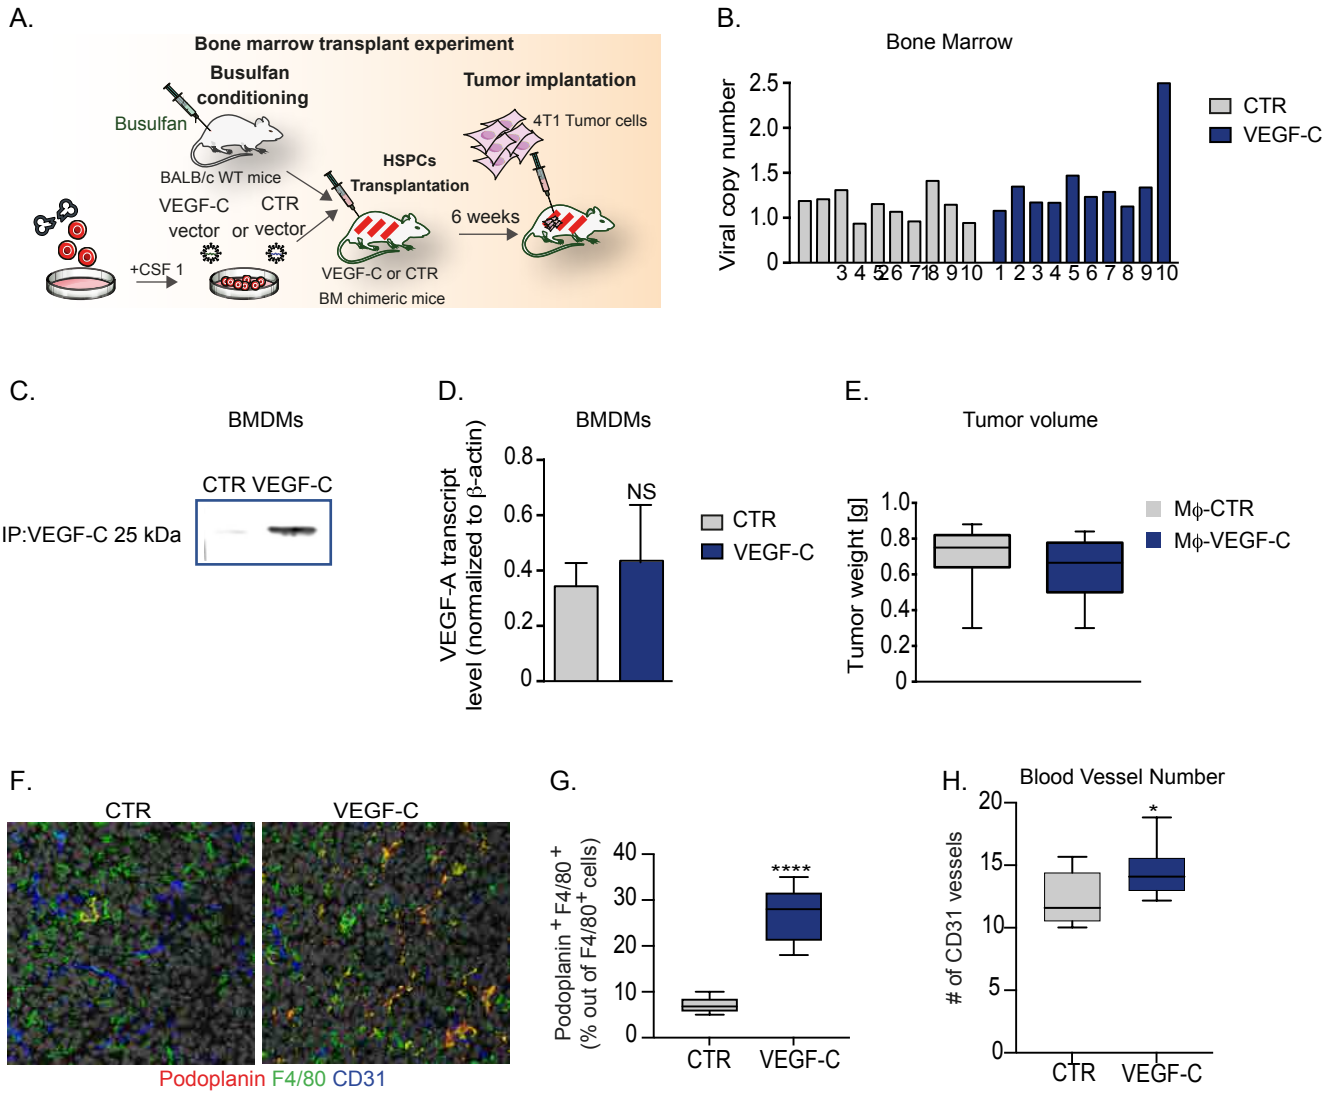 A.
Bone marrow transplant experiment
Busulfan
conditioning
Busulfan
BALB/c WT mice
VEGF-C
vector
or
CTR
vector
+CSF 1
HSPCs
Transplantation
VEGF-C or CTR
BM chimeric mice
6 weeks
Tumor implantation
4T1 Tumor cells
B.
Bone Marrow
Viral copy number
2.5
2.0
1.5
1.0
0
3 4 5 2 6 7 1 8 9 10 1 2 3 4 5 6 7 8 9 10
CTR
VEGF-C
C.
BMDMs
CTR VEGF-C
IP:VEGF-C 25 kDa
D.
BMDMs
VEGF-A transcript
level (normalized to β-actin)
0.8
0.6
0.4
0.2
0
NS
CTR
VEGF-C
E.
Tumor volume
Tumor weight [g]
1.0
0.8
0.6
0.4
0.2
0
Mϕ-CTR
Mϕ-VEGF-C
F.
CTR VEGF-C
Podoplanin F4/80 CD31
G.
Podoplanin + F4/80 +
(% out of F4/80+ cells)
40
30
20
10
0
****
CTR VEGF-C
H.
Blood Vessel Number
# of CD31 vessels
20
15
10
5
0
*
CTR VEGF-C